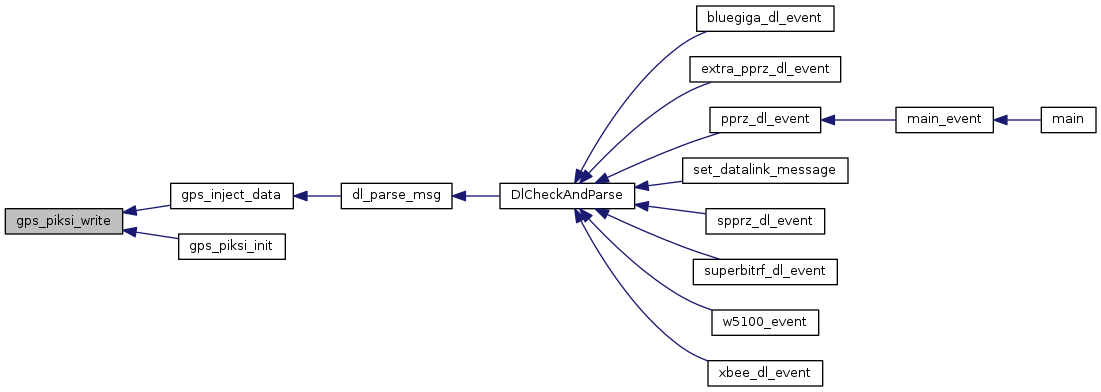 bluegiga_dl_event
extra_pprz_dl_event
pprz_dl_event
main_event
main
set_datalink_message
gps_inject_data
dl_parse_msg
DlCheckAndParse
gps_piksi_write
spprz_dl_event
gps_piksi_init
superbitrf_dl_event
w5100_event
xbee_dl_event